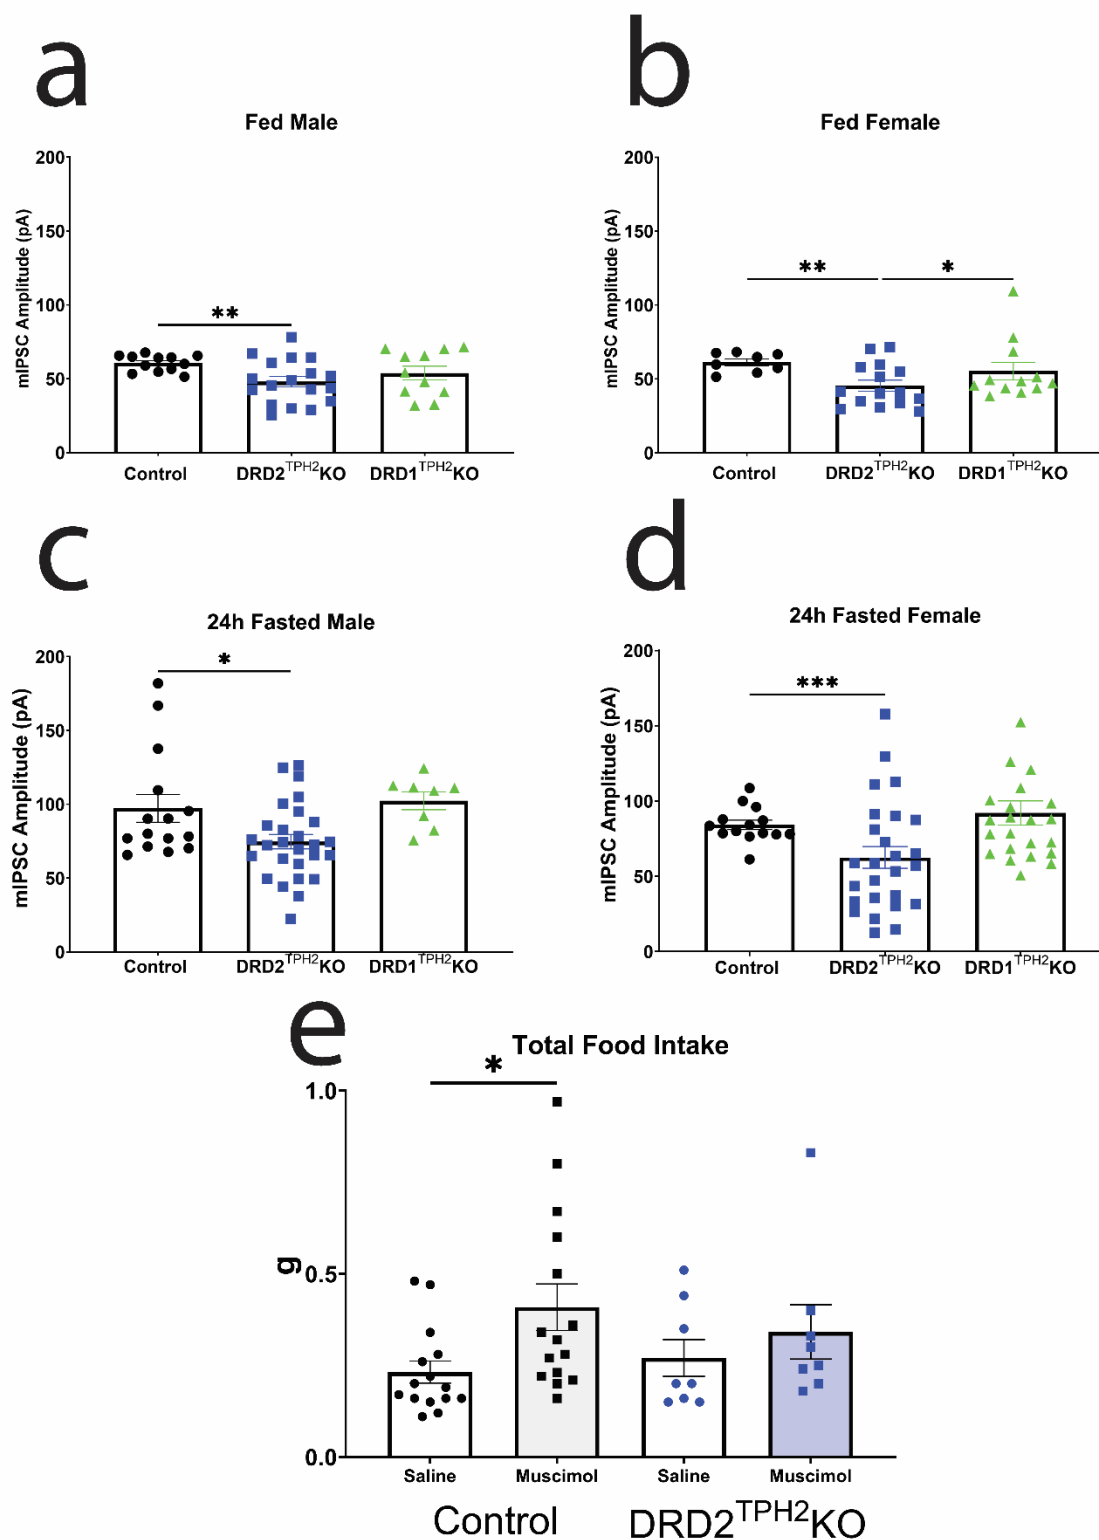 a
Fed Male
mIPSC Amplitude (pA)
200
150
100
50
0
**
Control
DRD2TPH2KO
DRD1TPH2KO
b
Fed Female
mIPSC Amplitude (pA)
200
150
100
50
0
**
*
Control
DRD2TPH2KO
DRD1TPH2KO
c
24h Fasted Male
mIPSC Amplitude (pA)
200
150
100
50
0
*
Control
DRD2TPH2KO
DRD1TPH2KO
d
24h Fasted Female
mIPSC Amplitude (pA)
200
150
100
50
0
***
Control
DRD2TPH2KO
DRD1TPH2KO
e
Total Food Intake
g
1.0
0.5
0.0
*
Saline
Muscimol
Saline
Muscimol
Control
DRD2TPH2KO